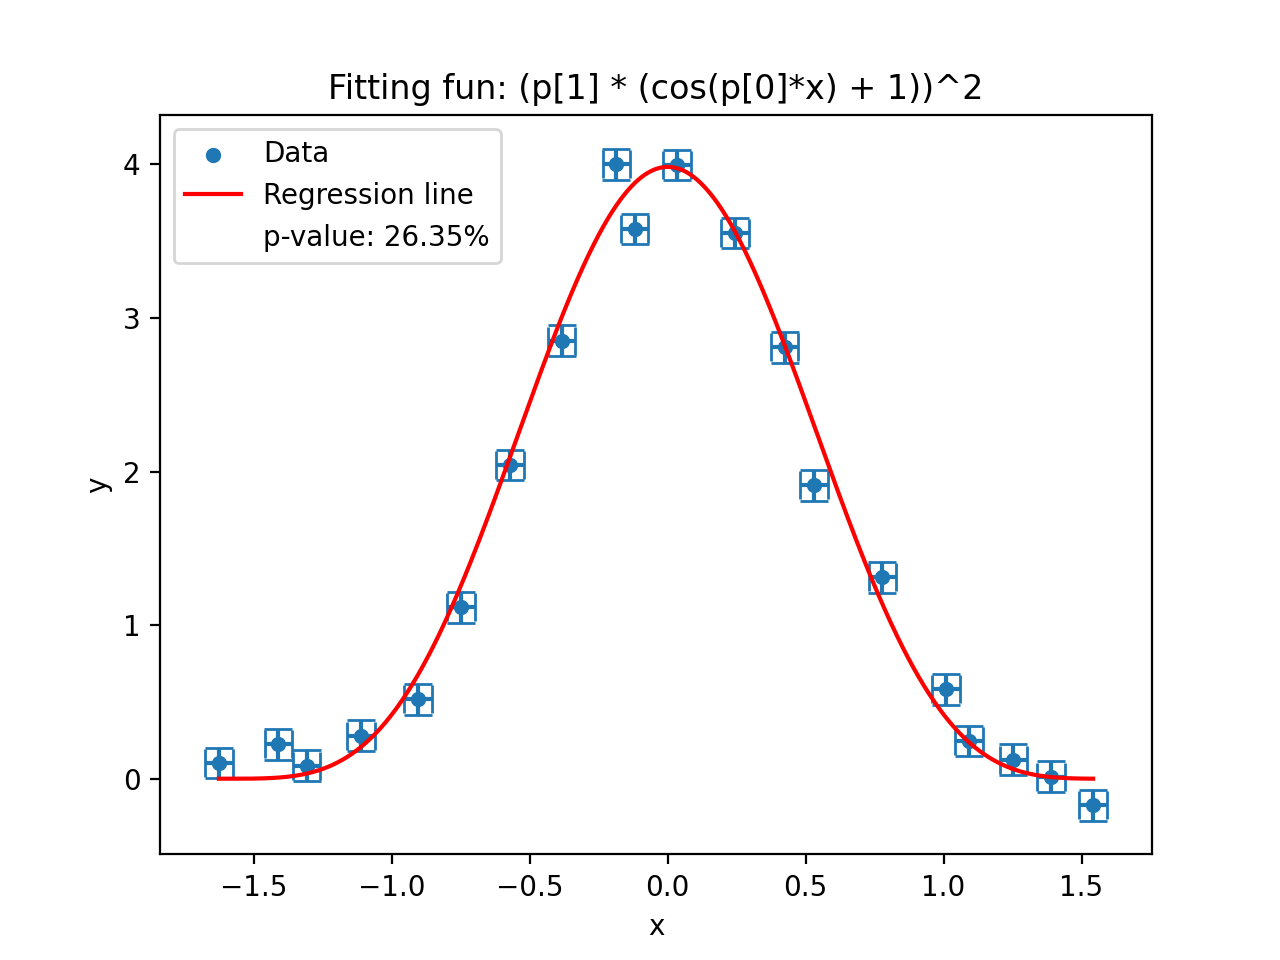 Fitting fun: (p[1] * (cos(p[0]*x) + 1))^2
Data
Regression line
p-value: 26.35%
4
3
2
1
0
y
−1.5 −1.0 −0.5 0.0 0.5 1.0 1.5
x